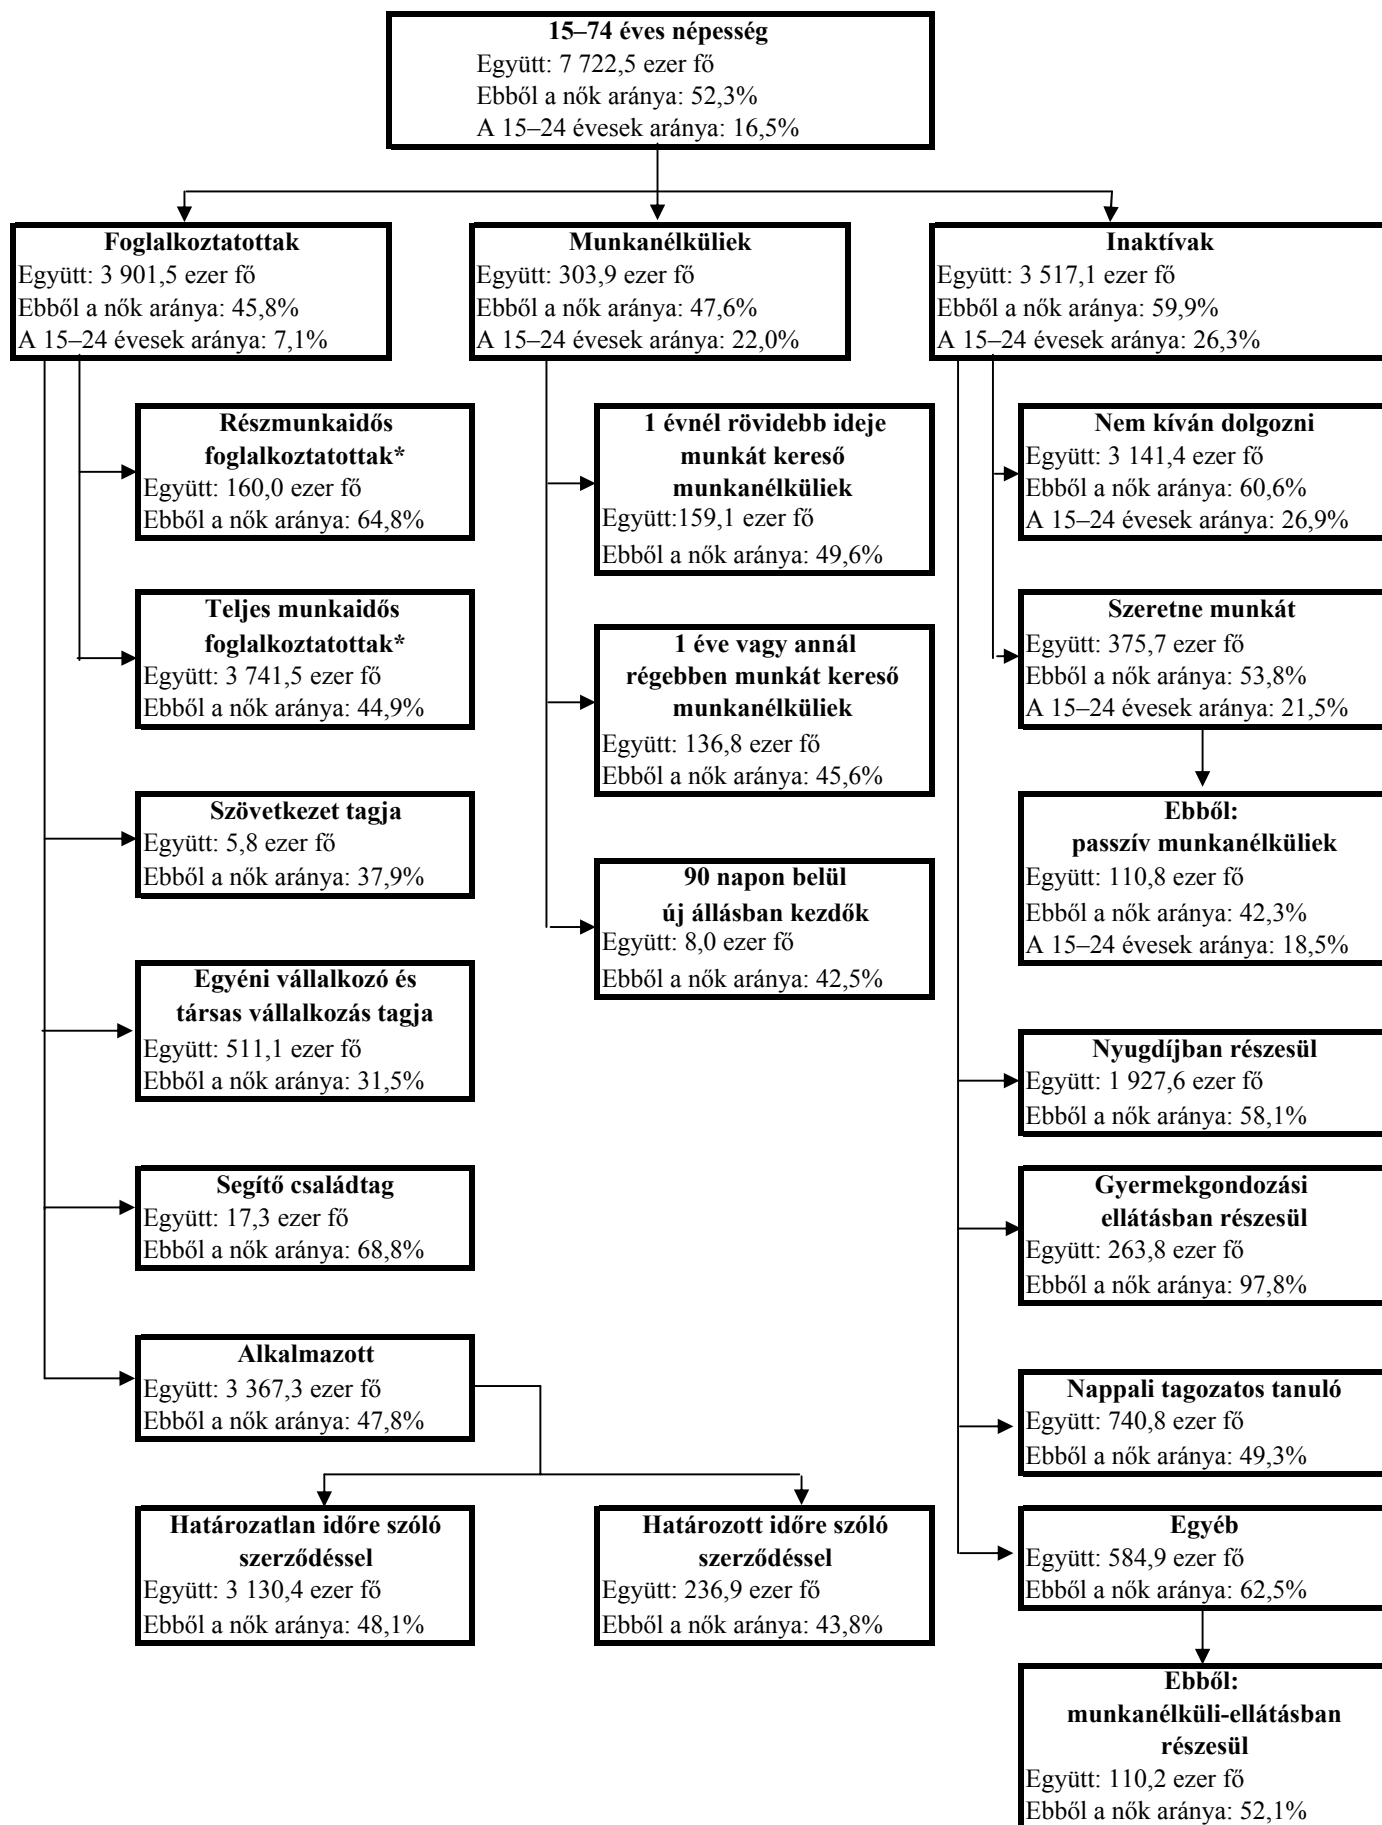 15–74 éves népesség
Együtt: 7 722,5 ezer fő
Ebből a nők aránya: 52,3%
A 15–24 évesek aránya: 16,5%
Foglalkoztatottak
Együtt: 3 901,5 ezer fő
Ebből a nők aránya: 45,8%
A 15–24 évesek aránya: 7,1%
Munkanélküliek
Együtt: 303,9 ezer fő
Ebből a nők aránya: 47,6%
A 15–24 évesek aránya: 22,0%
Inaktívak
Együtt: 3 517,1 ezer fő
Ebből a nők aránya: 59,9%
A 15–24 évesek aránya: 26,3%
Részmunkaidős
foglalkoztatottak*
Együtt: 160,0 ezer fő
Ebből a nők aránya: 64,8%
Teljes munkaidős
foglalkoztatottak*
Együtt: 3 741,5 ezer fő
Ebből a nők aránya: 44,9%
Szövetkezet tagja
Együtt: 5,8 ezer fő
Ebből a nők aránya: 37,9%
Egyéni vállalkozó és
társas vállalkozás tagja
Együtt: 511,1 ezer fő
Ebből a nők aránya: 31,5%
Segítő családtag
Együtt: 17,3 ezer fő
Ebből a nők aránya: 68,8%
Alkalmazott
Együtt: 3 367,3 ezer fő
Ebből a nők aránya: 47,8%
Határozatlan időre szóló
szerződéssel
Együtt: 3 130,4 ezer fő
Ebből a nők aránya: 48,1%
Határozott időre szóló
szerződéssel
Együtt: 236,9 ezer fő
Ebből a nők aránya: 43,8%
1 évnél rövidebb ideje
munkát kereső
munkanélküliek
Együtt:159,1 ezer fő
Ebből a nők aránya: 49,6%
1 éve vagy annál
régebben munkát kereső
munkanélküliek
Együtt: 136,8 ezer fő
Ebből a nők aránya: 45,6%
90 napon belül
új állásban kezdők
Együtt: 8,0 ezer fő
Ebből a nők aránya: 42,5%
Nem kíván dolgozni
Együtt: 3 141,4 ezer fő
Ebből a nők aránya: 60,6%
A 15–24 évesek aránya: 26,9%
Szeretne munkát
Együtt: 375,7 ezer fő
Ebből a nők aránya: 53,8%
A 15–24 évesek aránya: 21,5%
Ebből:
passzív munkanélküliek
Együtt: 110,8 ezer fő
Ebből a nők aránya: 42,3%
A 15–24 évesek aránya: 18,5%
Nyugdíjban részesül
Együtt: 1 927,6 ezer fő
Ebből a nők aránya: 58,1%
Gyermekgondozási
ellátásban részesül
Együtt: 263,8 ezer fő
Ebből a nők aránya: 97,8%
Nappali tagozatos tanuló
Együtt: 740,8 ezer fő
Ebből a nők aránya: 49,3%
Egyéb
Együtt: 584,9 ezer fő
Ebből a nők aránya: 62,5%
Ebből:
munkanélküli-ellátásban
részesül
Együtt: 110,2 ezer fő
Ebből a nők aránya: 52,1%